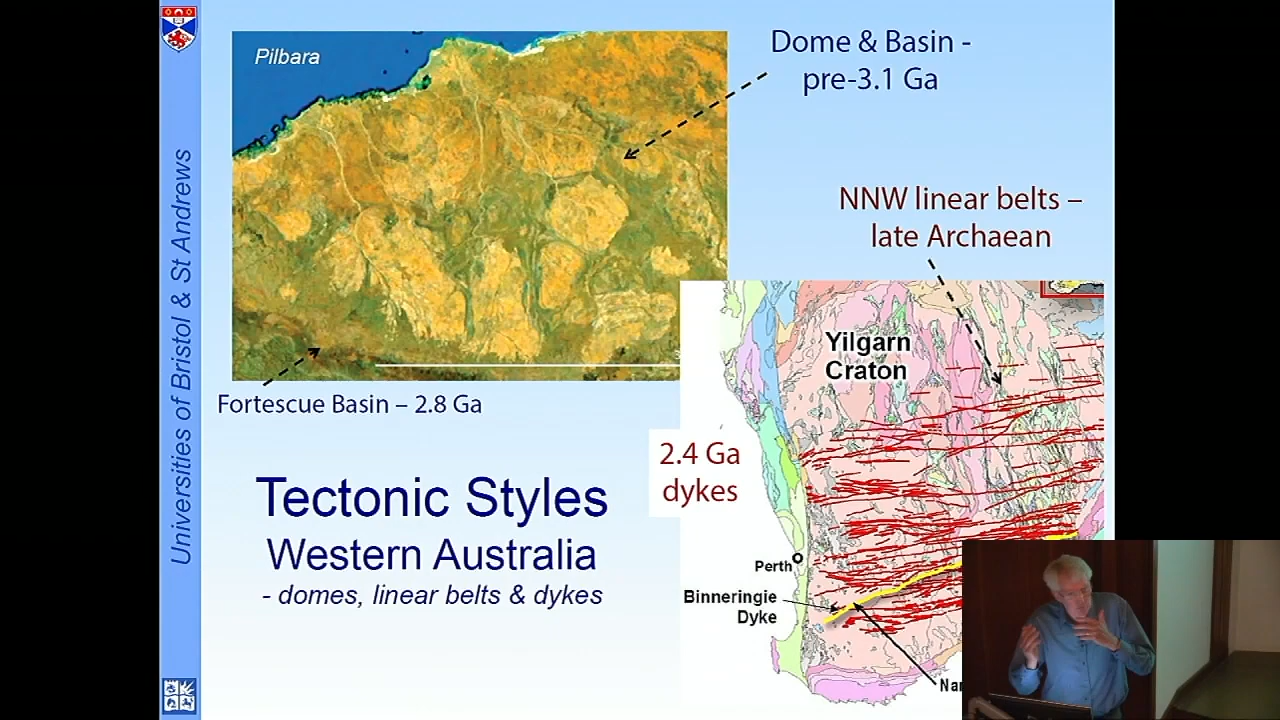 Universities of Bristol & St Andrews
Pilbara
Dome & Basin -
pre-3.1 Ga
NNW linear belts –
late Archaean
Fortescue Basin – 2.8 Ga
Yilgarn
Craton
2.4 Ga
dykes
Tectonic Styles
Western Australia
- domes, linear belts & dykes
Perth
Binneringie
Dyke
Nar